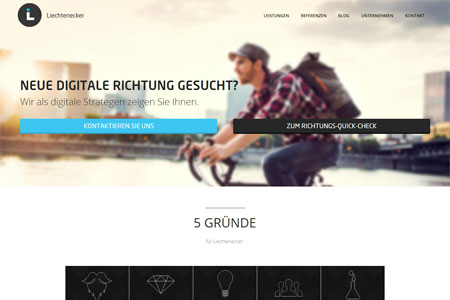 Liechtenecker
LEISTUNGEN REFERENZEN BLOG UNTERNEHMEN KONTAKT
NEUE DIGITALE RICHTUNG GESUCHT?
Wir als digitale Strategen zeigen Sie Ihnen.
KONTAKTIEREN SIE UNS
ZUM RICHTUNGS-QUICK-CHECK
5 GRÜNDE
für Liechtenecker